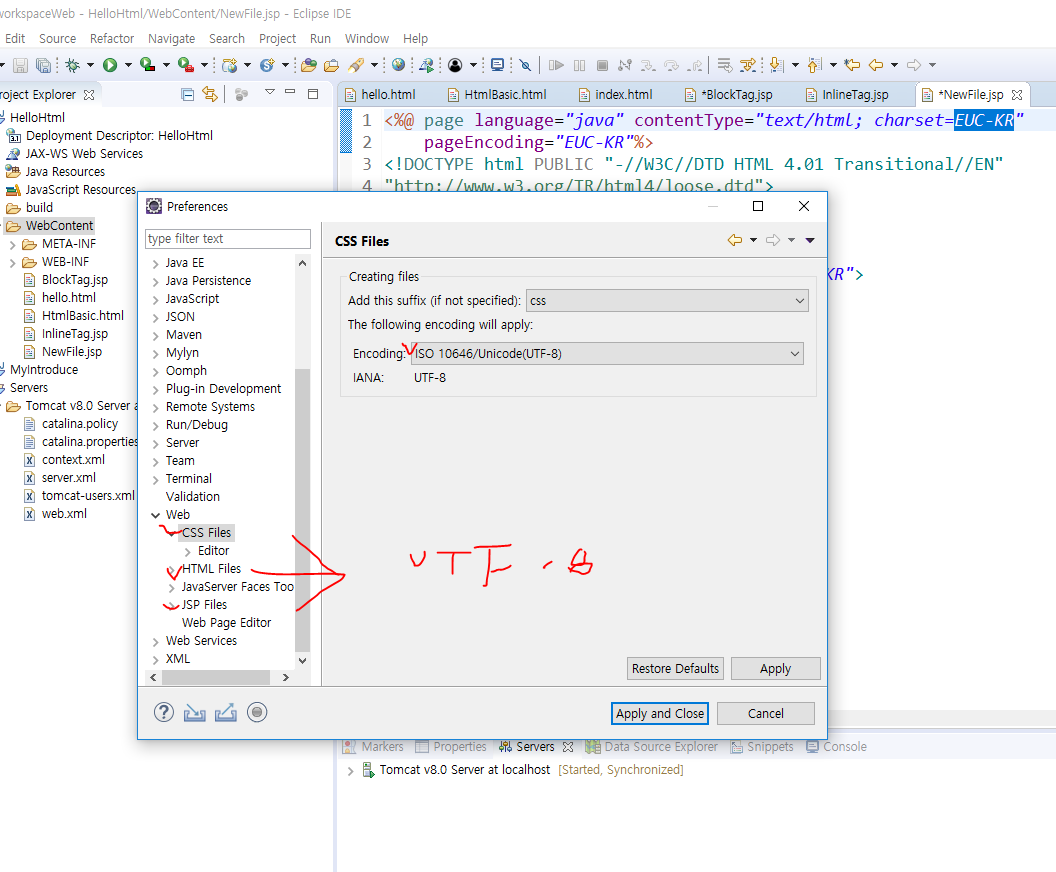 workspaceWeb - HelloHtml/WebContent/NewFile.jsp - Eclipse IDE
Edit Source Refactor Navigate Search Project Run Window Help
roject Explorer
hello.html HtmlBasic.html index.html *BlockTag.jsp InlineTag.jsp *NewFile.jsp
HelloHtml
Deployment Descriptor: HelloHtml
JAX-WS Web Services
Java Resources
JavaScript Resources
build
WebContent
META-INF
WEB-INF
BlockTag.jsp
hello.html
HtmlBasic.html
InlineTag.jsp
NewFile.jsp
MyIntroduce
Servers
Tomcat v8.0 Server a
catalina.policy
catalina.properties
context.xml
server.xml
tomcat-users.xml
web.xml
1 <%@ page language="java" contentType="text/html; charset=EUC-KR"
2 pageEncoding="EUC-KR"%>
3 <!DOCTYPE html PUBLIC "-//W3C//DTD HTML 4.01 Transitional//EN"
4 "http://www.w3.org/TR/html4/loose.dtd">
KR">
Preferences
type filter text
Java EE
Java Persistence
JavaScript
JSON
Maven
Mylyn
Oomph
Plug-in Development
Remote Systems
Run/Debug
Server
Team
Terminal
Validation
Web
CSS Files
Editor
HTML Files
JavaServer Faces Too
JSP Files
Web Page Editor
Web Services
XML
CSS Files
Creating files
Add this suffix (if not specified): css
The following encoding will apply:
Encoding: ISO 10646/Unicode(UTF-8)
IANA: UTF-8
UTF-8
Restore Defaults Apply
Apply and Close Cancel
Markers Properties Servers Data Source Explorer Snippets Console
Tomcat v8.0 Server at localhost [Started, Synchronized]